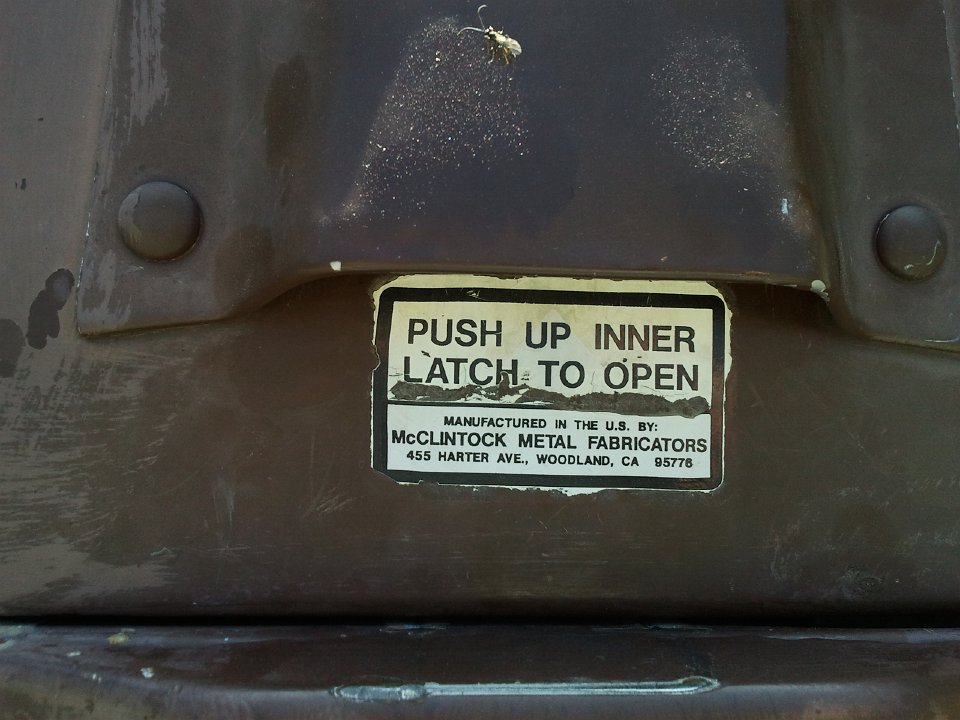 PUSH UP INNER
LATCH TO OPEN
MANUFACTURED IN THE U.S. BY:
McCLINTOCK METAL FABRICATORS
455 HARTER AVE., WOODLAND, CA 95776